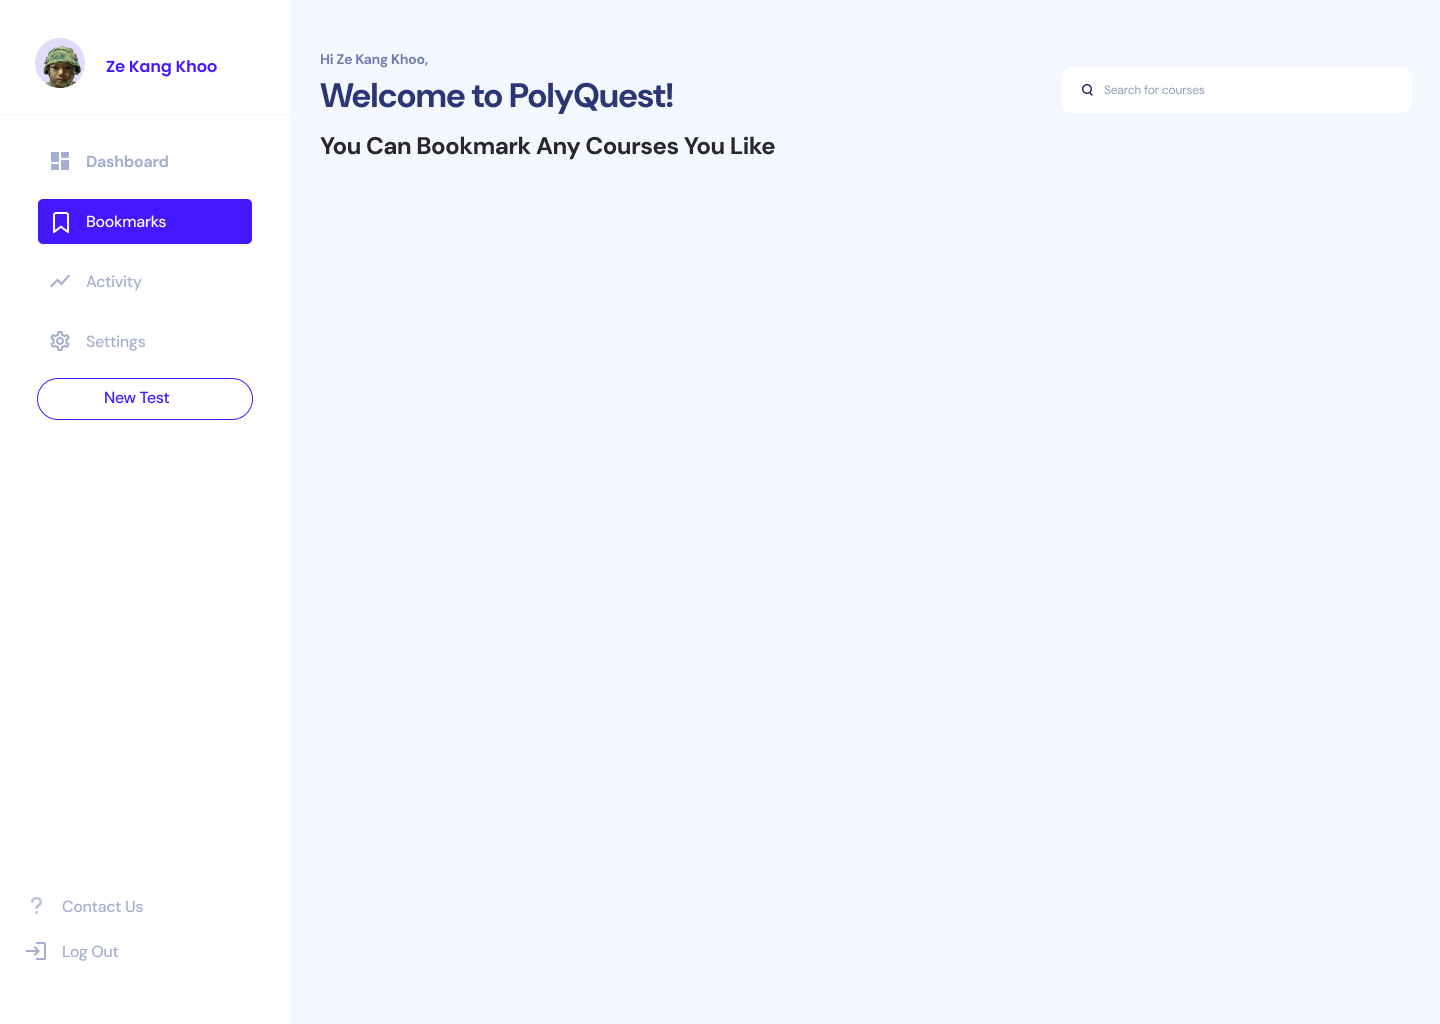 Ze Kang Khoo
Dashboard
Bookmarks
Activity
Settings
New Test
Contact Us
Log Out
Hi Ze Kang Khoo,
Welcome to PolyQuest!
You Can Bookmark Any Courses You Like
Search for courses